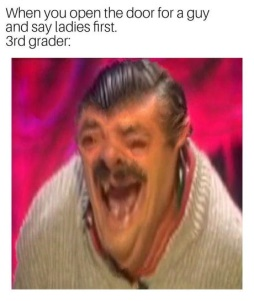 When you open the door for a guy
and say ladies first.
3rd grader: